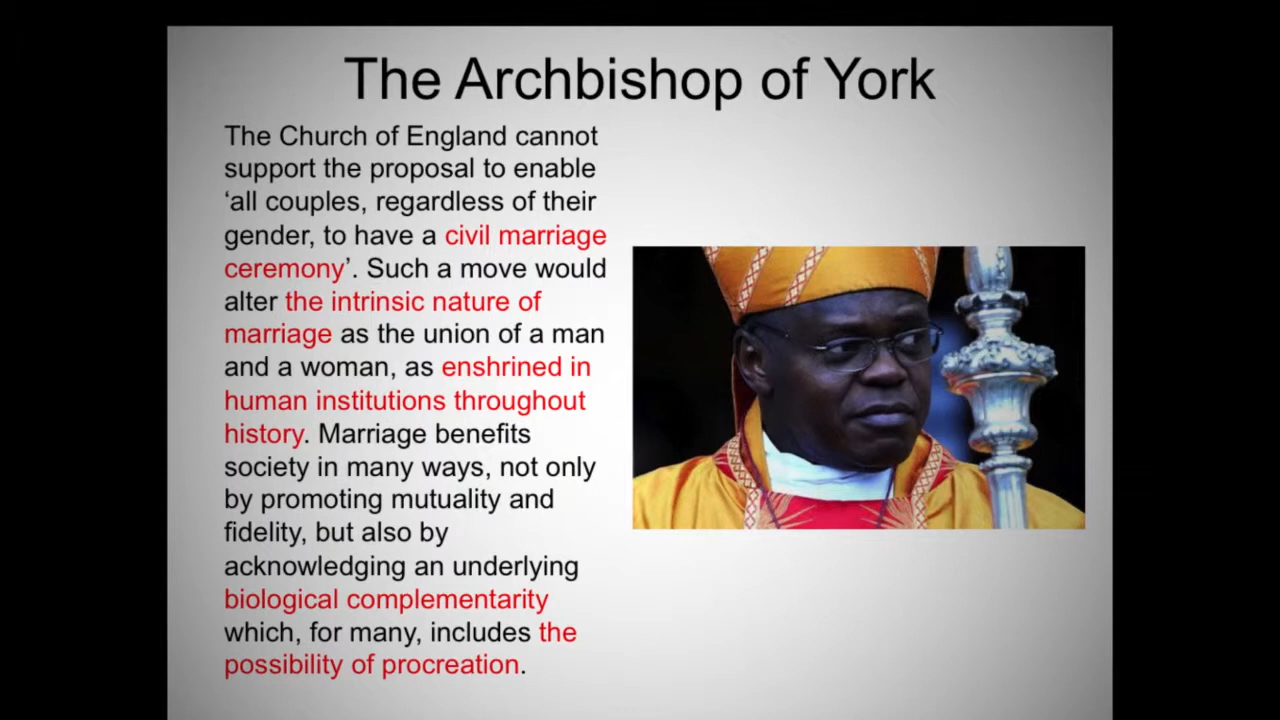 The Archbishop of York
The Church of England cannot
support the proposal to enable
‘all couples, regardless of their
gender, to have a civil marriage
ceremony’. Such a move would
alter the intrinsic nature of
marriage as the union of a man
and a woman, as enshrined in
human institutions throughout
history. Marriage benefits
society in many ways, not only
by promoting mutuality and
fidelity, but also by
acknowledging an underlying
biological complementarity
which, for many, includes the
possibility of procreation.